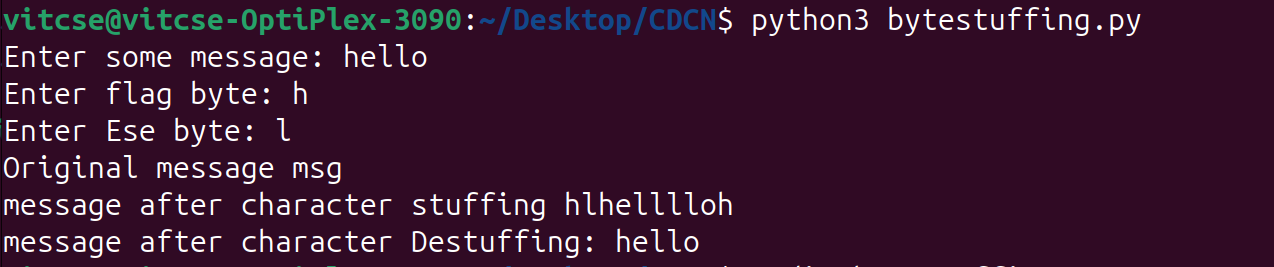 vitcse@vitcse-OptiPlex-3090:~/Desktop/CDCN$ python3 bytestuffing.py
Enter some message: hello
Enter flag byte: h
Enter Ese byte: l
Original message msg
message after character stuffing hlhelllloh
message after character Destuffing: hello